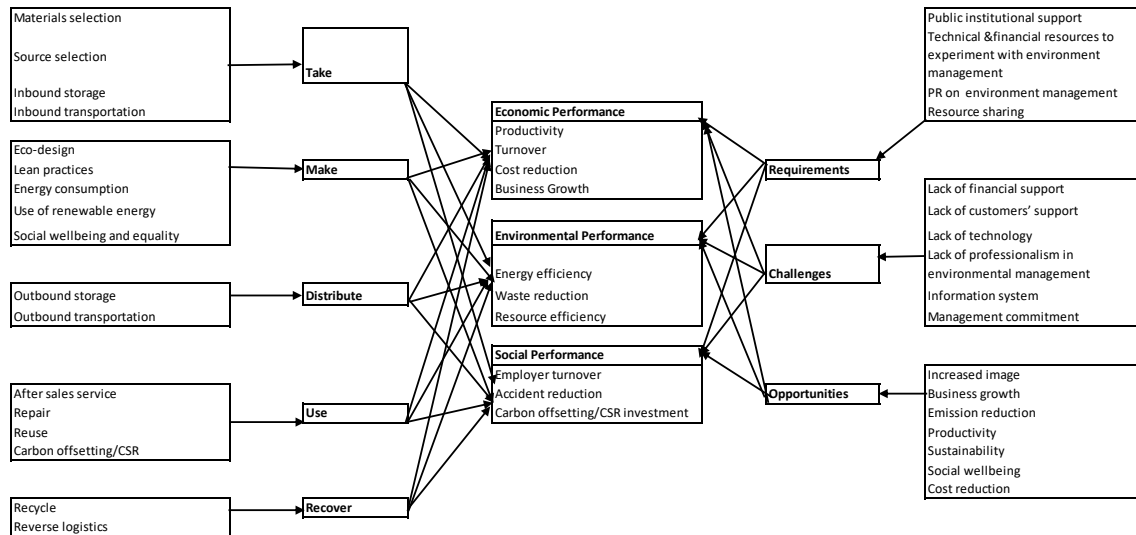 Materials selection
Source selection
Inbound storage
Inbound transportation
Take
Eco-design
Lean practices
Energy consumption
Use of renewable energy
Social wellbeing and equality
Make
Outbound storage
Outbound transportation
Distribute
After sales service
Repair
Reuse
Carbon offsetting/CSR
Use
Recycle
Reverse logistics
Recover
Economic Performance
Productivity
Turnover
Cost reduction
Business Growth
Environmental Performance
Energy efficiency
Waste reduction
Resource efficiency
Social Performance
Employer turnover
Accident reduction
Carbon offsetting/CSR investment
Requirements
Challenges
Opportunities
Public institutional support
Technical &financial resources to
experiment with environment
management
PR on environment management
Resource sharing
Lack of financial support
Lack of customers’ support
Lack of technology
Lack of professionalism in
environmental management
Information system
Management commitment
Increased image
Business growth
Emission reduction
Productivity
Sustainability
Social wellbeing
Cost reduction